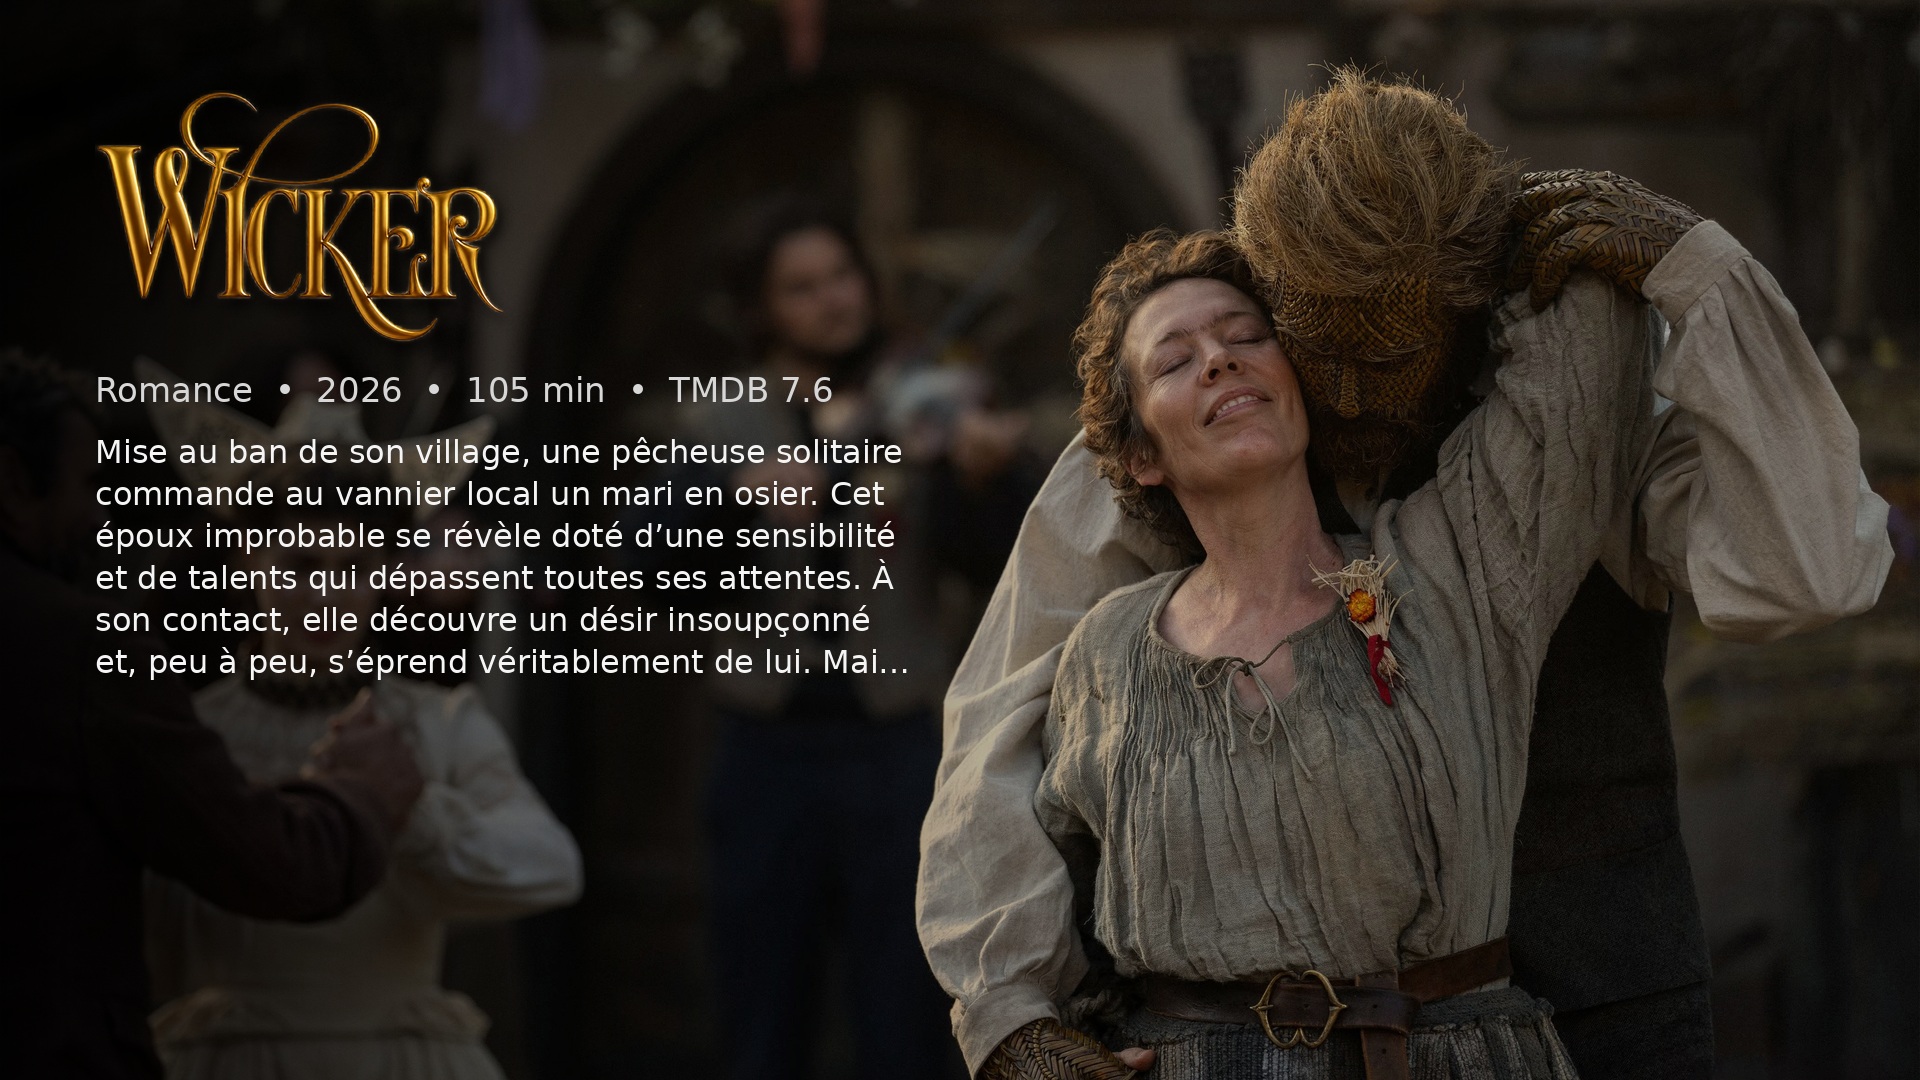 WICKER
Romance • 2026 • 105 min • TMDB 7.6
Mise au ban de son village, une pêcheuse solitaire
commande au vannier local un mari en osier. Cet
époux improbable se révèle doté d’une sensibilité
et de talents qui dépassent toutes ses attentes. À
son contact, elle découvre un désir insoupçonné
et, peu à peu, s’éprend véritablement de lui. Mai...